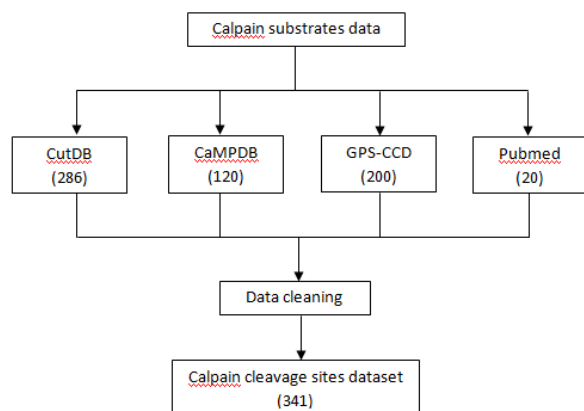 Calpain substrates data
CutDB
(286)
CaMPDB
(120)
GPS-CCD
(200)
Pubmed
(20)
Data cleaning
Calpain cleavage sites dataset
(341)